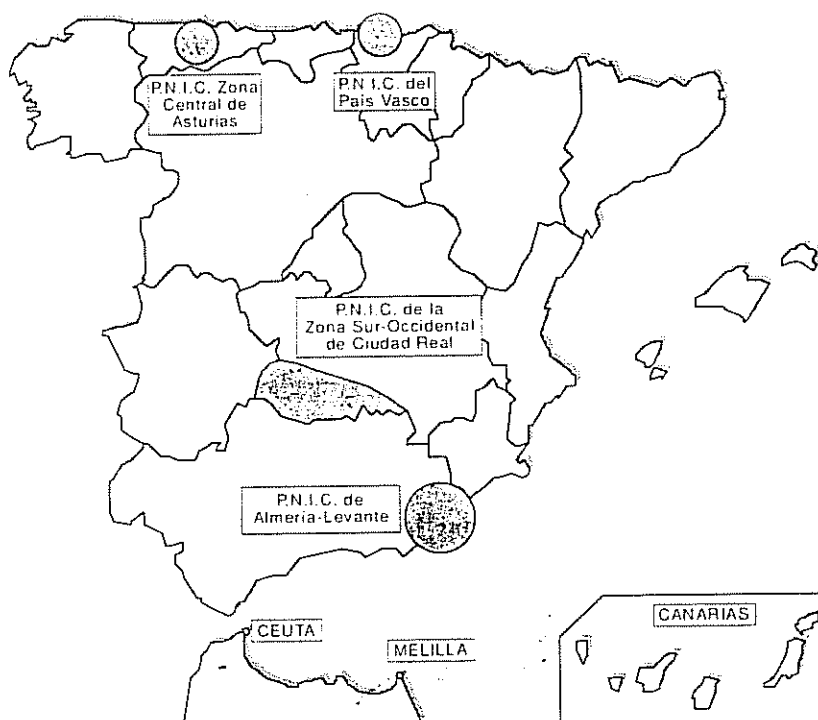 P.N.I.C. Zona
Central de
Asturias
P.N.I.C. del
País Vasco
P.N.I.C. de la
Zona Sur-Occidental
de Ciudad Real
P.N.I.C. de
Almería-Levante
CEUTA
MELILLA
CANARIAS